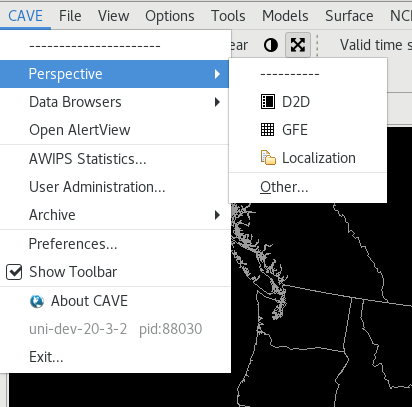 CAVE File View Options Tools Models Surface NC
ear Valid time s
---------------------
Perspective
----------
Data Browsers
D2D
Open AlertView
GFE
AWIPS Statistics...
Localization
User Administration...
Other...
Archive
Preferences...
Show Toolbar
About CAVE
uni-dev-20-3-2 pid:88030
Exit...